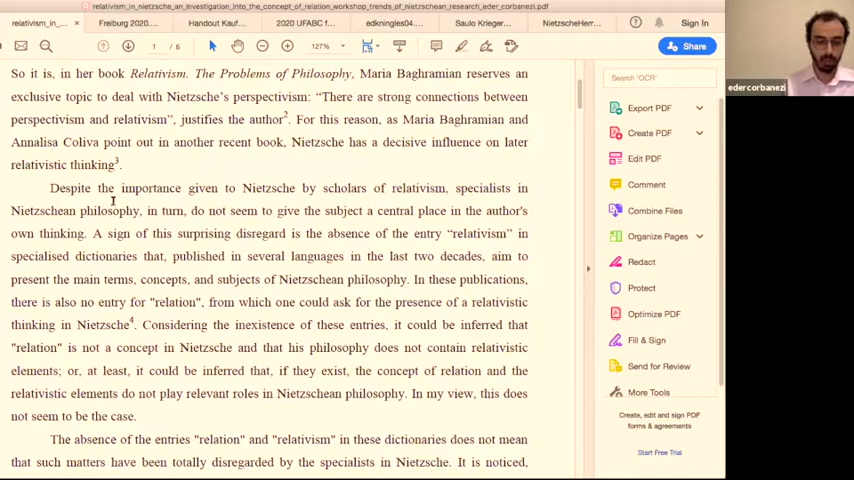 relativism_in_nietzsche_an_investigation_into_the_concept_of_relation_workshop_trends_of_nietzschean_research_eder_corbanezi.pdf
relativism_in_... × Freiburg 2020.... Handout Kauf... 2020 UFABC f... edkningles04.... Saulo Krieger... NietzscheHerr... Sign In
1 / 6 127% Share
So it is, in her book Relativism. The Problems of Philosophy, Maria Baghramian reserves an
exclusive topic to deal with Nietzsche's perspectivism: “There are strong connections between
perspectivism and relativism”, justifies the author2. For this reason, as Maria Baghramian and
Annalisa Coliva point out in another recent book, Nietzsche has a decisive influence on later
relativistic thinking3.
Despite the importance given to Nietzsche by scholars of relativism, specialists in
Nietzschean philosophy, in turn, do not seem to give the subject a central place in the author's
own thinking. A sign of this surprising disregard is the absence of the entry “relativism” in
specialised dictionaries that, published in several languages in the last two decades, aim to
present the main terms, concepts, and subjects of Nietzschean philosophy. In these publications,
there is also no entry for "relation", from which one could ask for the presence of a relativistic
thinking in Nietzsche4. Considering the inexistence of these entries, it could be inferred that
"relation" is not a concept in Nietzsche and that his philosophy does not contain relativistic
elements; or, at least, it could be inferred that, if they exist, the concept of relation and the
relativistic elements do not play relevant roles in Nietzschean philosophy. In my view, this does
not seem to be the case.
The absence of the entries "relation" and "relativism" in these dictionaries does not mean
that such matters have been totally disregarded by the specialists in Nietzsche. It is noticed,
Search 'OCR'
Export PDF
Create PDF
Edit PDF
Comment
Combine Files
Organize Pages
Redact
Protect
Optimize PDF
Fill & Sign
Send for Review
More Tools
Create, edit and sign PDF
forms & agreements
Start Free Trial
edercorbanezi